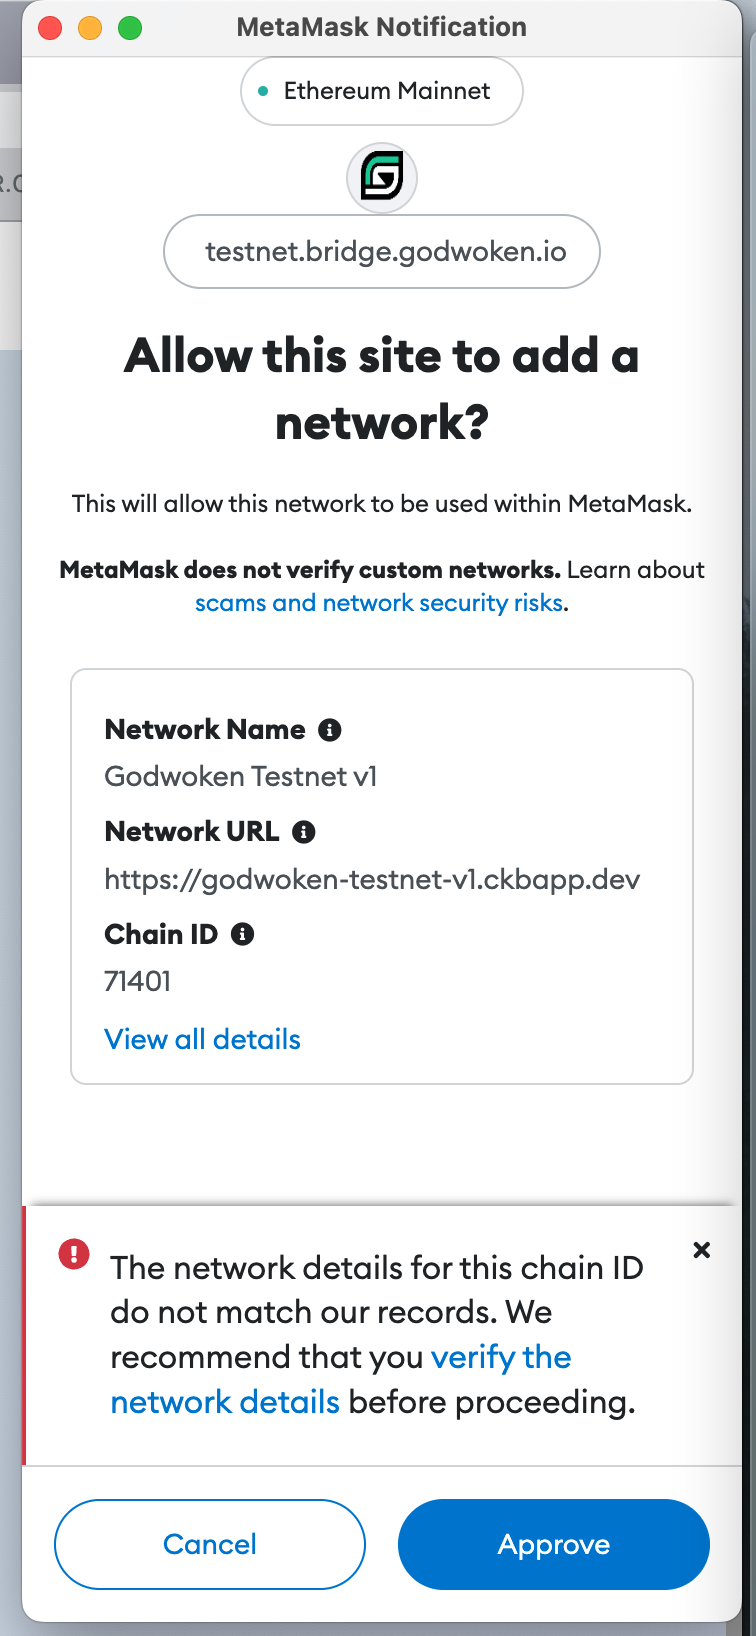 MetaMask Notification
Ethereum Mainnet
testnet.bridge.godwoken.io
Allow this site to add a
network?
This will allow this network to be used within MetaMask.
MetaMask does not verify custom networks. Learn about
scams and network security risks.
Network Name
Godwoken Testnet v1
Network URL
https://godwoken-testnet-v1.ckbapp.dev
Chain ID
71401
View all details
The network details for this chain ID
do not match our records. We
recommend that you verify the
network details before proceeding.
Cancel
Approve